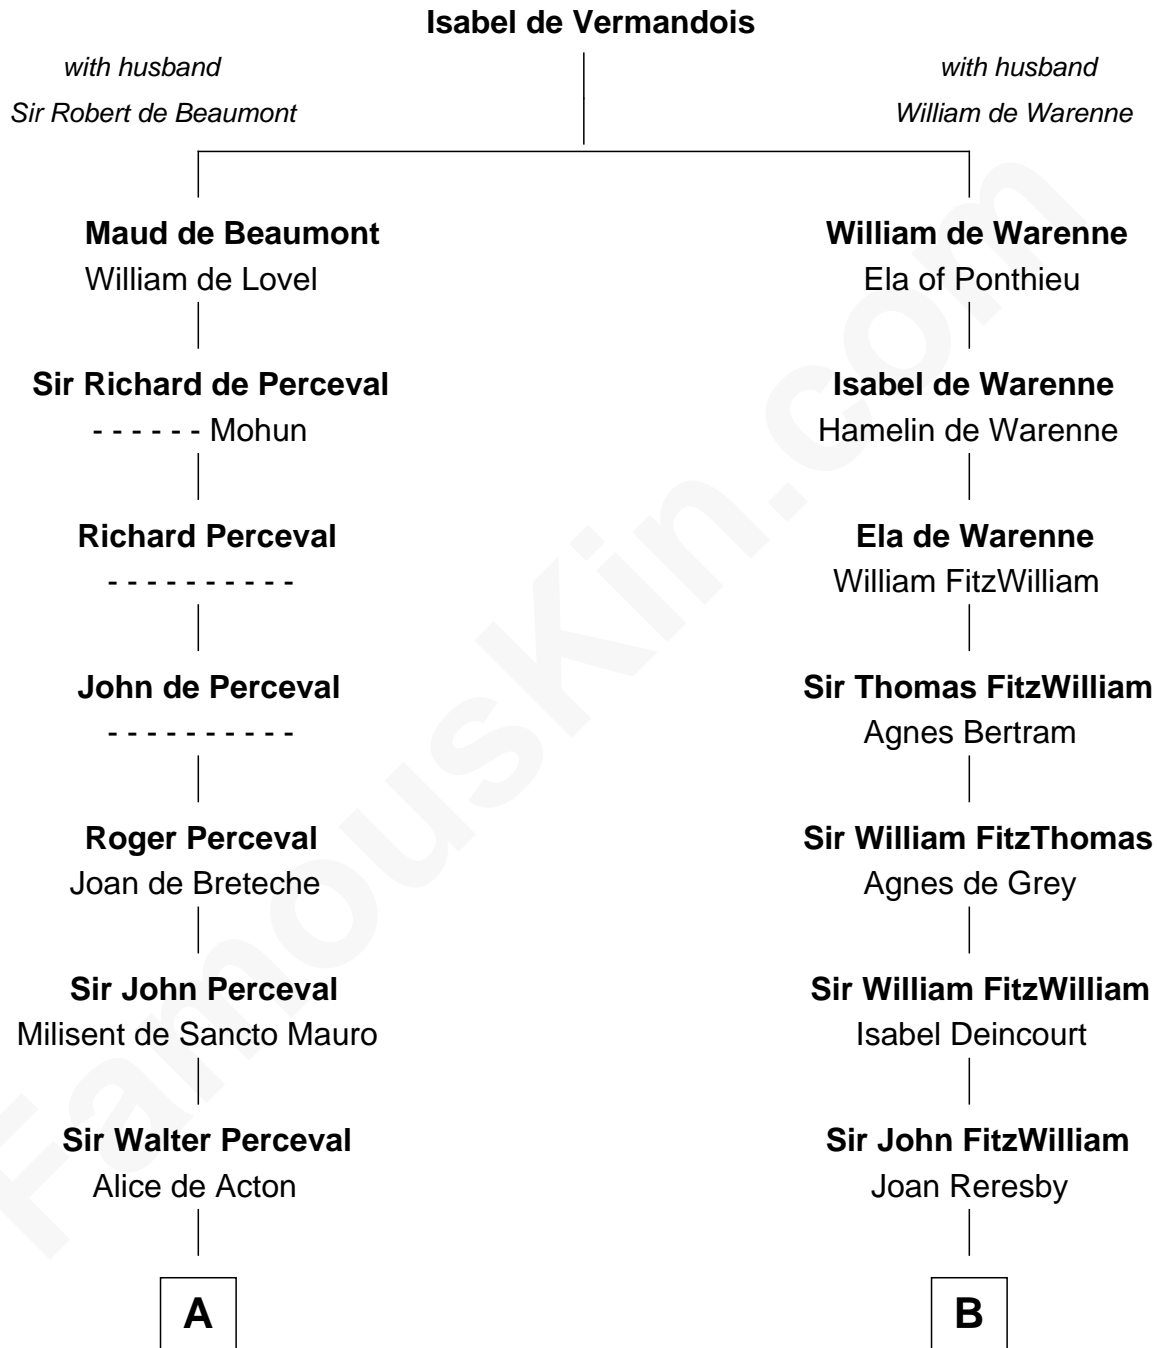 Isabel de Vermandois
with husband
Sir Robert de Beaumont
with husband
William de Warenne
Maud de Beaumont
William de Lovel
William de Warenne
Ela of Ponthieu
Sir Richard de Perceval
- - - - - - Mohun
Isabel de Warenne
Hamelin de Warenne
Richard Perceval
- - - - - - - - - -
Ela de Warenne
William FitzWilliam
John de Perceval
- - - - - - - - - -
Sir Thomas FitzWilliam
Agnes Bertram
Roger Perceval
Joan de Breteche
Sir William FitzThomas
Agnes de Grey
Sir John Perceval
Milisent de Sancto Mauro
Sir William FitzWilliam
Isabel Deincourt
Sir Walter Perceval
Alice de Acton
Sir John FitzWilliam
Joan Reresby
A
B
FamousKin.com